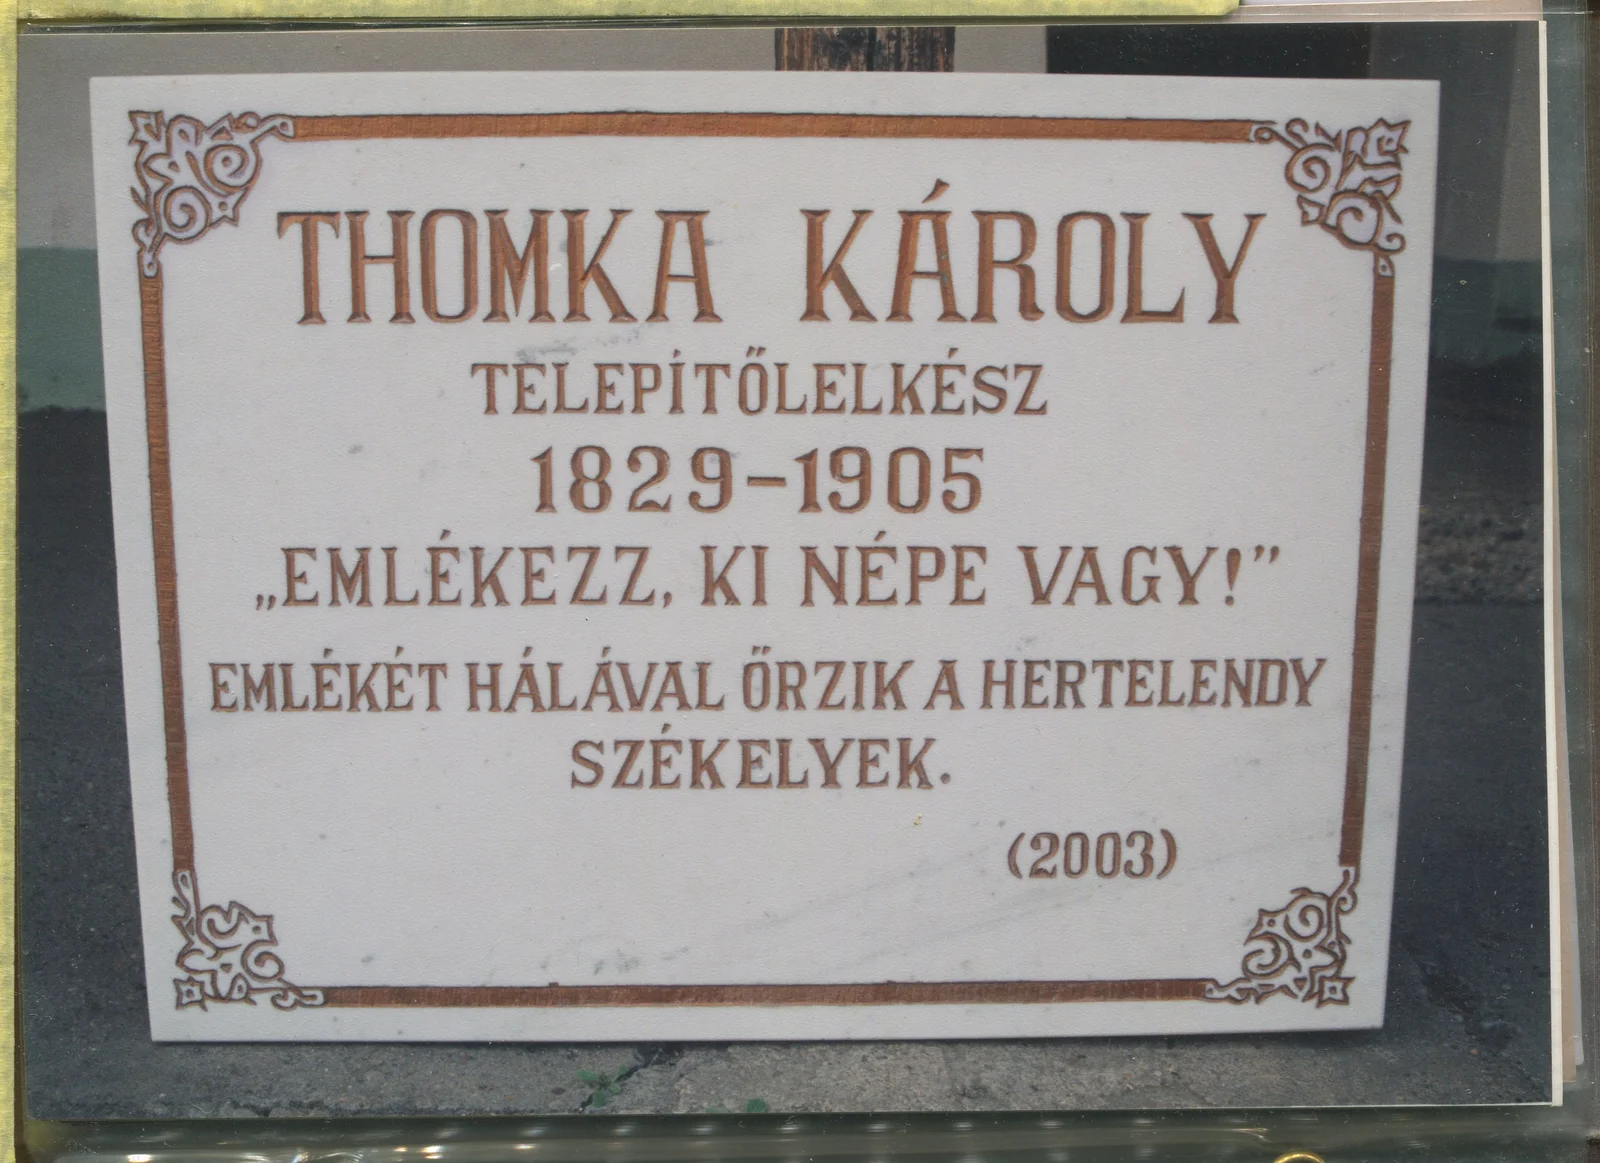 THOMKA KÁROLY
TELEPÍTŐLELKÉSZ
1829–1905
„EMLÉKEZZ, KI NÉPE VAGY!”
EMLÉKÉT HÁLÁVAL ŐRZIK A HERTELENDY
SZÉKELYEK.
(2003)